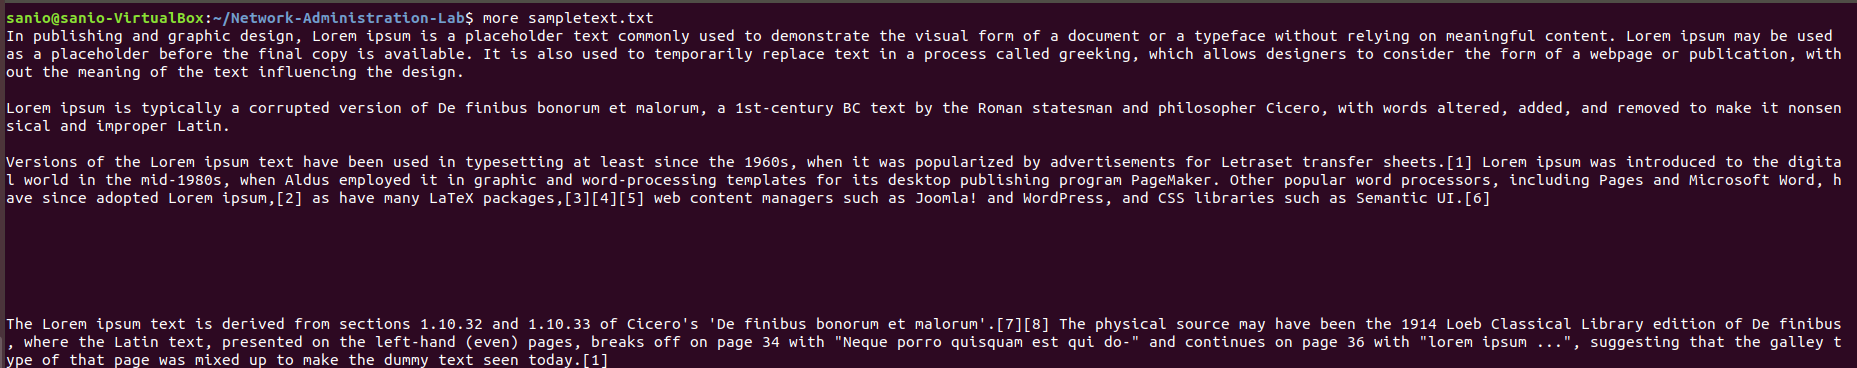 sanio@sanio-VirtualBox:~/Network-Administration-Lab$ more sampletext.txt
In publishing and graphic design, Lorem ipsum is a placeholder text commonly used to demonstrate the visual form of a document or a typeface without relying on meaningful content. Lorem ipsum may be used
as a placeholder before the final copy is available. It is also used to temporarily replace text in a process called greeking, which allows designers to consider the form of a webpage or publication, with
out the meaning of the text influencing the design.
Lorem ipsum is typically a corrupted version of De finibus bonorum et malorum, a 1st-century BC text by the Roman statesman and philosopher Cicero, with words altered, added, and removed to make it nonsen
sical and improper Latin.
Versions of the Lorem ipsum text have been used in typesetting at least since the 1960s, when it was popularized by advertisements for Letraset transfer sheets.[1] Lorem ipsum was introduced to the digita
l world in the mid-1980s, when Aldus employed it in graphic and word-processing templates for its desktop publishing program PageMaker. Other popular word processors, including Pages and Microsoft Word, h
ave since adopted Lorem ipsum,[2] as have many LaTeX packages,[3][4][5] web content managers such as Joomla! and WordPress, and CSS libraries such as Semantic UI.[6]
The Lorem ipsum text is derived from sections 1.10.32 and 1.10.33 of Cicero's 'De finibus bonorum et malorum'.[7][8] The physical source may have been the 1914 Loeb Classical Library edition of De finibus
, where the Latin text, presented on the left-hand (even) pages, breaks off on page 34 with "Neque porro quisquam est qui do-" and continues on page 36 with "lorem ipsum ...", suggesting that the galley t
ype of that page was mixed up to make the dummy text seen today.[1]